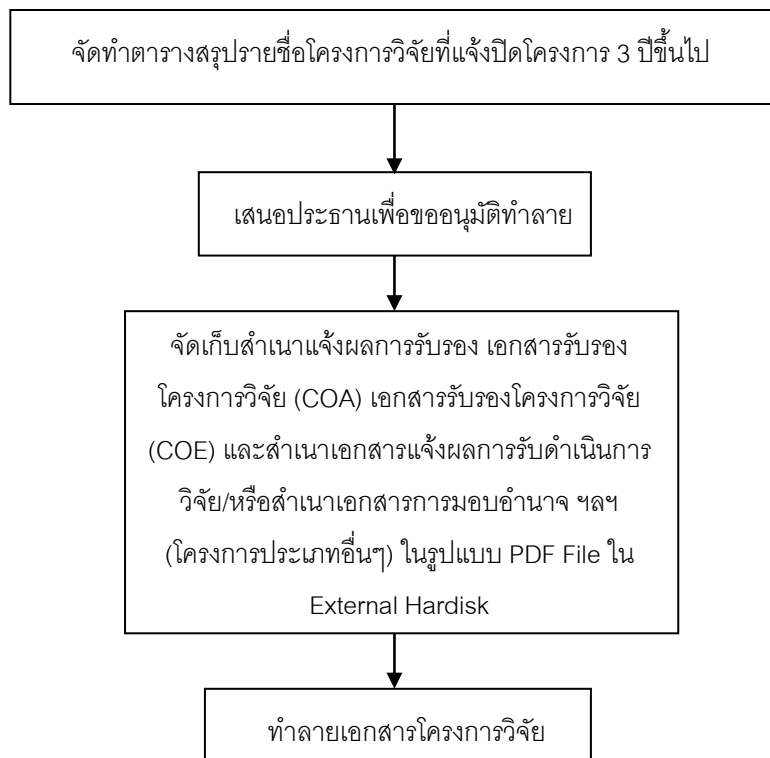 จัดทำตารางสรุปรายชื่อโครงการวิจัยที่แจ้งปิดโครงการ 3 ปีขึ้นไป
เสนอประธานเพื่อขออนุมัติทำลาย
จัดเก็บสำเนาแจ้งผลการรับรอง เอกสารรับรอง
โครงการวิจัย (COA) เอกสารรับรองโครงการวิจัย
(COE) และสำเนาเอกสารแจ้งผลการรับดำเนินการ
วิจัย/หรือสำเนาเอกสารการมอบอำนาจ ฯลฯ
(โครงการประเภทอื่นๆ) ในรูปแบบ PDF File ใน
External Hardisk
ทำลายเอกสารโครงการวิจัย